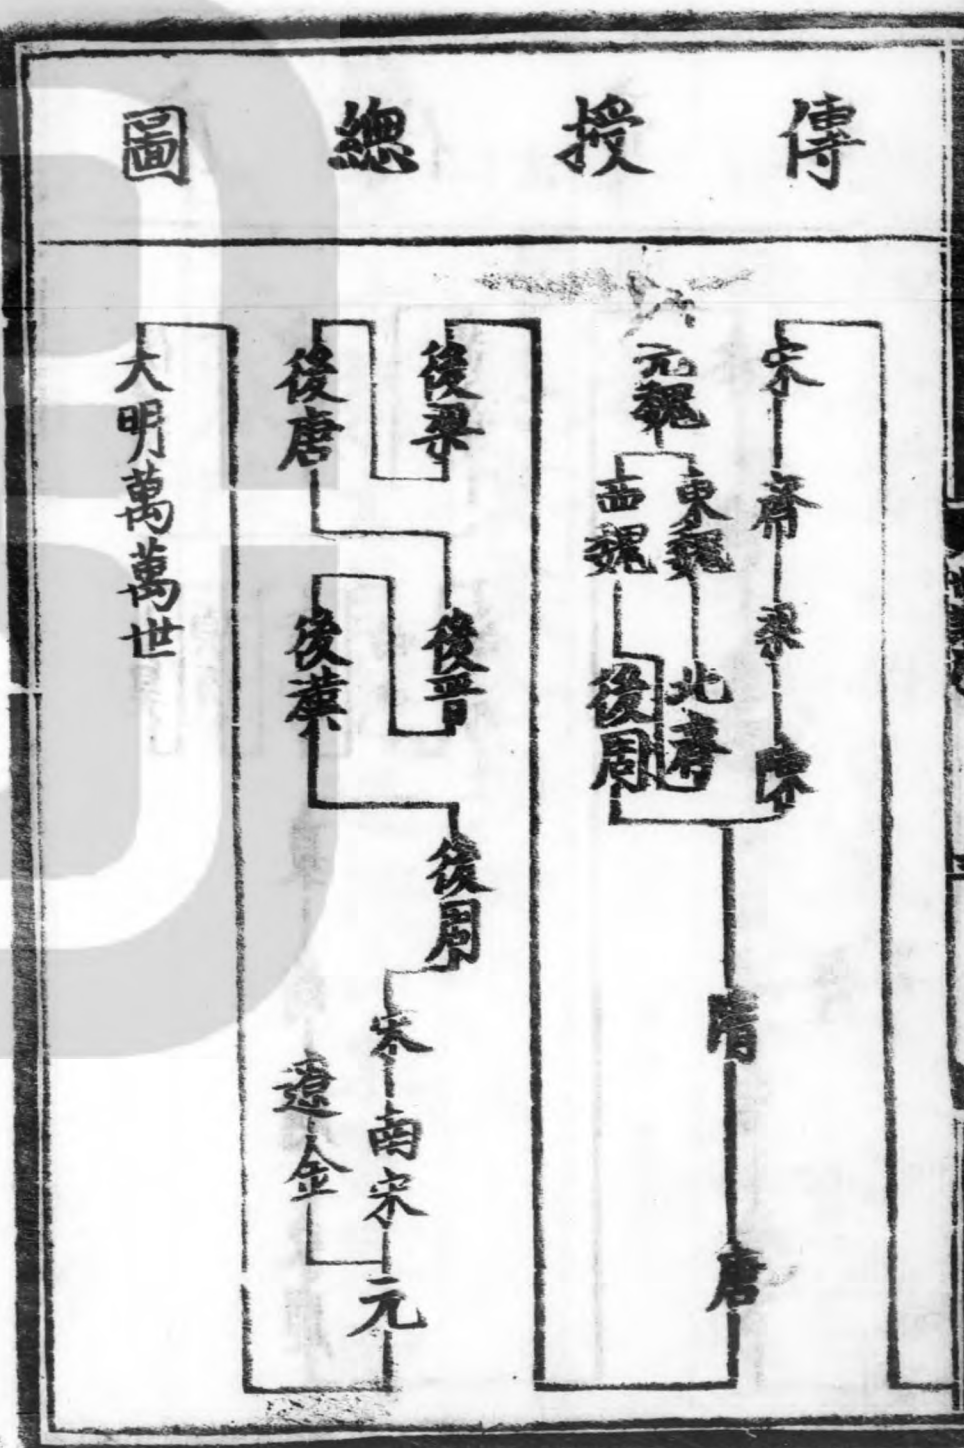 傳授總圖
宋
齊
梁
陳
元魏
東魏
西魏
北齊
後周
隋
唐
後梁
後唐
後晉
後漢
後周
宋
南宋
遼
金
元
大明萬萬世